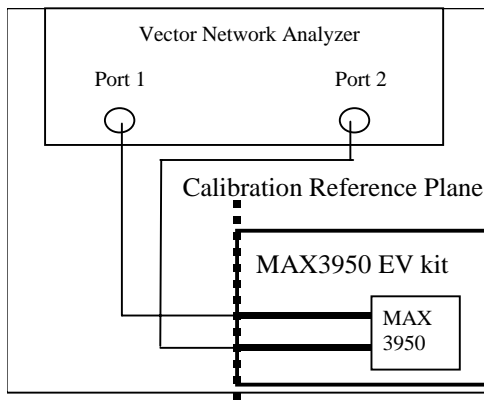 Vector Network Analyzer
Port 1
Port 2
Calibration Reference Plane
MAX3950 EV kit
MAX
3950